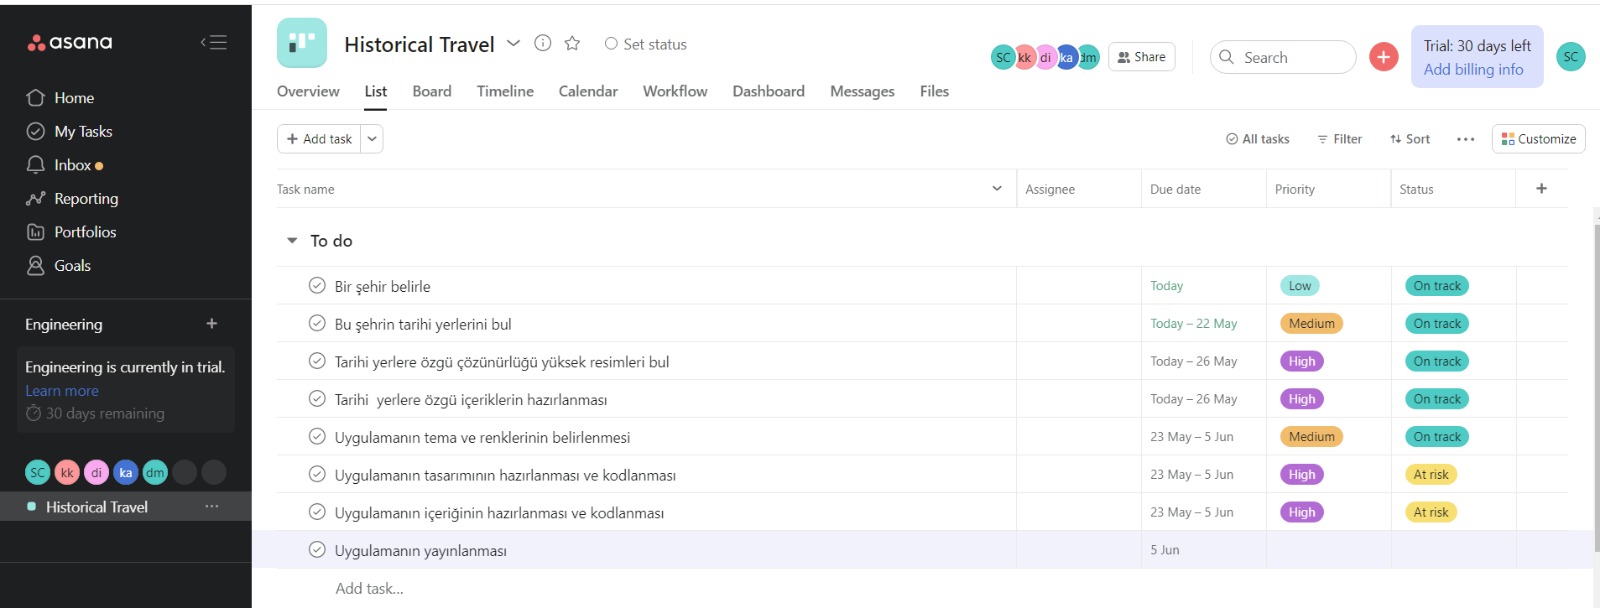 asana
Home
My Tasks
Inbox
Reporting
Portfolios
Goals
Engineering
Engineering is currently in trial.
Learn more
30 days remaining
SC kk di ka dm
Historical Travel
Historical Travel
Set status
SC kk di ka dm
Share
Search
Trial: 30 days left
Add billing info
SC
Overview List Board Timeline Calendar Workflow Dashboard Messages Files
+ Add task
All tasks Filter Sort ... Customize
Task name Assignee Due date Priority Status +
To do
Bir şehir belirle Today Low On track
Bu şehrin tarihi yerlerini bul Today – 22 May Medium On track
Tarihi yerlere özgü çözünürlüğü yüksek resimleri bul Today – 26 May High On track
Tarihi  yerlere özgü içeriklerin hazırlanması Today – 26 May High On track
Uygulamanın tema ve renklerinin belirlenmesi 23 May – 5 Jun Medium On track
Uygulamanın tasarımının hazırlanması ve kodlanması 23 May – 5 Jun High At risk
Uygulamanın içeriğinin hazırlanması ve kodlanması 23 May – 5 Jun High At risk
Uygulamanın yayınlanması 5 Jun
Add task...